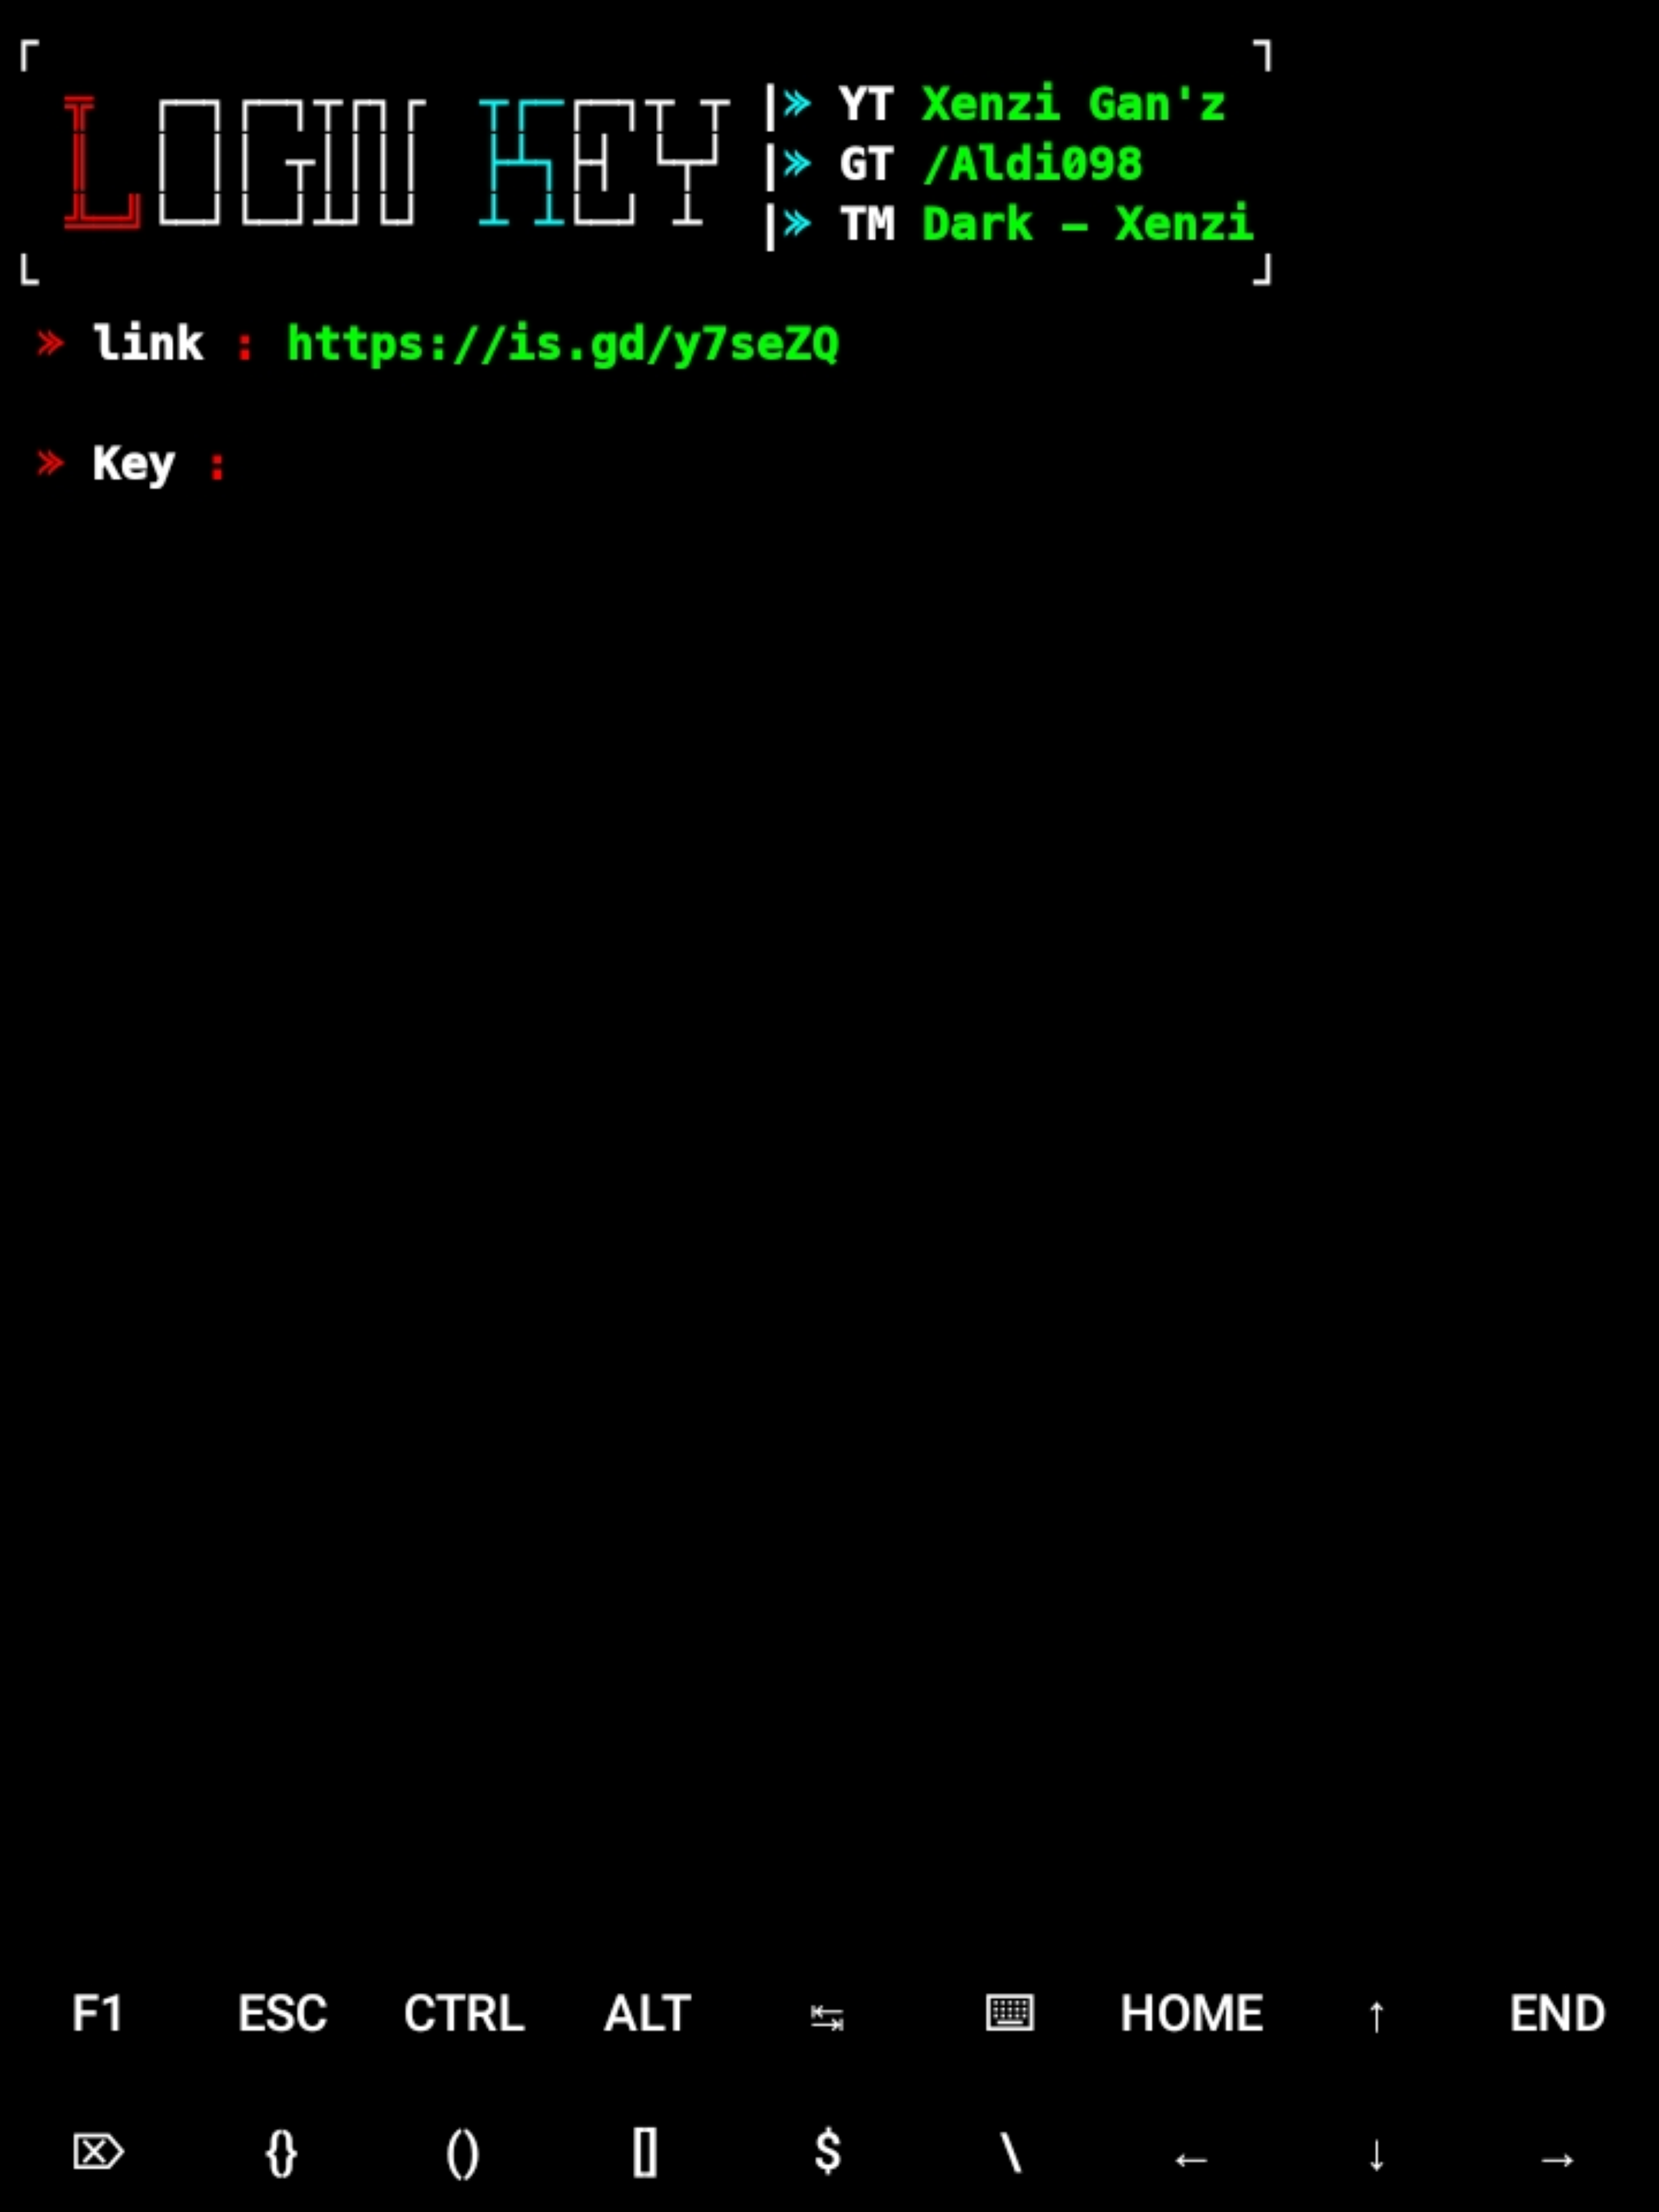 LOGIN KEY |» YT Xenzi Gan'z
|» GT /Aldi098
|» TM Dark – Xenzi
» link : https://is.gd/y7seZQ
» Key :
F1 ESC CTRL ALT ↹ ⌨ HOME ↑ END
⌦ {} () [] $ \ ← ↓ →